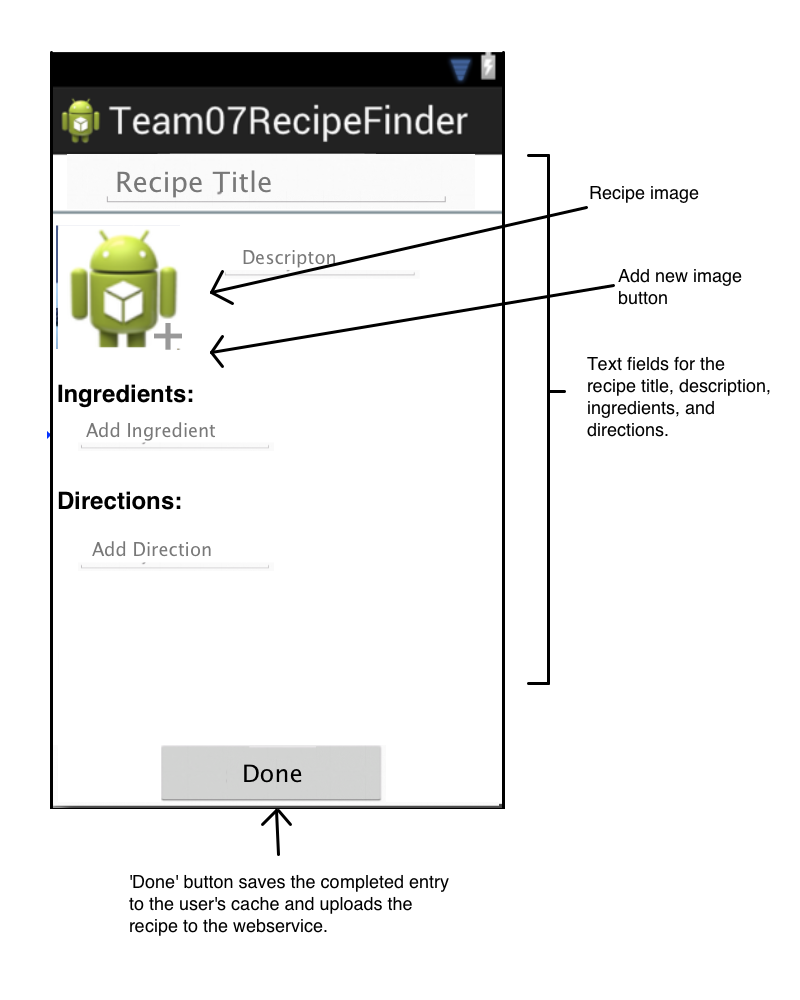 Team07RecipeFinder
Recipe Title
Recipe image
Descripton
Add new image
button
Text fields for the
recipe title, description,
ingredients, and
directions.
Ingredients:
Add Ingredient
Directions:
Add Direction
Done
'Done' button saves the completed entry
to the user's cache and uploads the
recipe to the webservice.